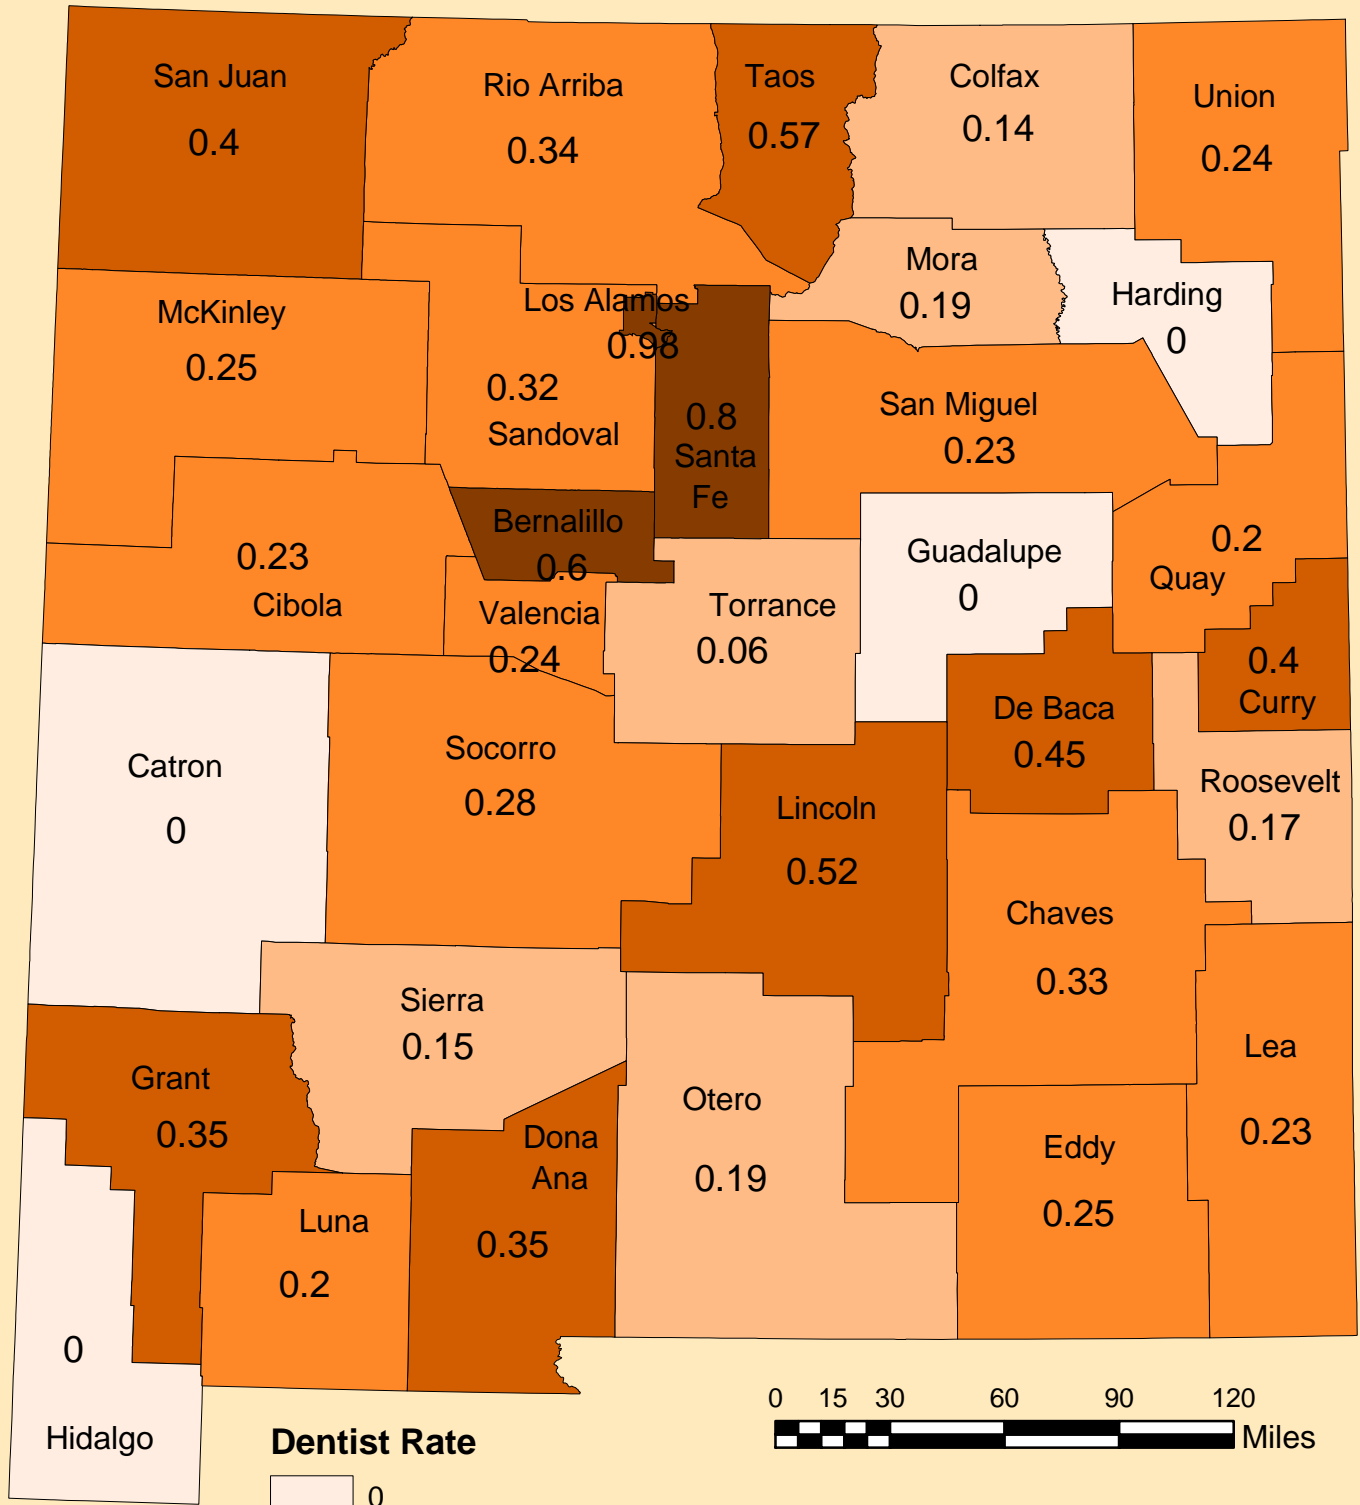 San Juan
0.4
Rio Arriba
0.34
Taos
0.57
Colfax
0.14
Union
0.24
McKinley
0.25
Los Alamos
0.98
0.32
Sandoval
0.8
Santa
Fe
Mora
0.19
Harding
0
San Miguel
0.23
0.23
Cibola
Bernalillo
0.6
Valencia
0.24
Torrance
0.06
Guadalupe
0
0.2
Quay
0.4
Curry
Catron
0
Socorro
0.28
Lincoln
0.52
De Baca
0.45
Roosevelt
0.17
Chaves
0.33
Sierra
0.15
Grant
0.35
Otero
0.19
Lea
0.23
Dona
Ana
0.35
Eddy
0.25
Luna
0.2
0
Hidalgo
Dentist Rate
0
0 15 30 60 90 120
Miles